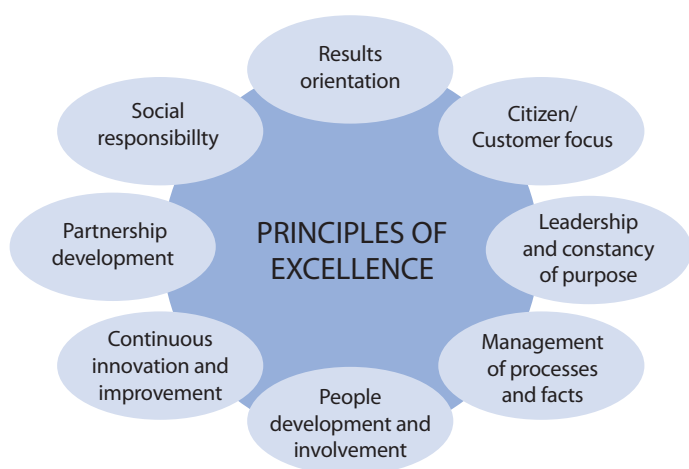 Results
orientation
Citizen/
Customer focus
Leadership
and constancy
of purpose
Management
of processes
and facts
People
development and
involvement
Continuous
innovation and
improvement
Partnership
development
Social
responsibillty
PRINCIPLES OF
EXCELLENCE